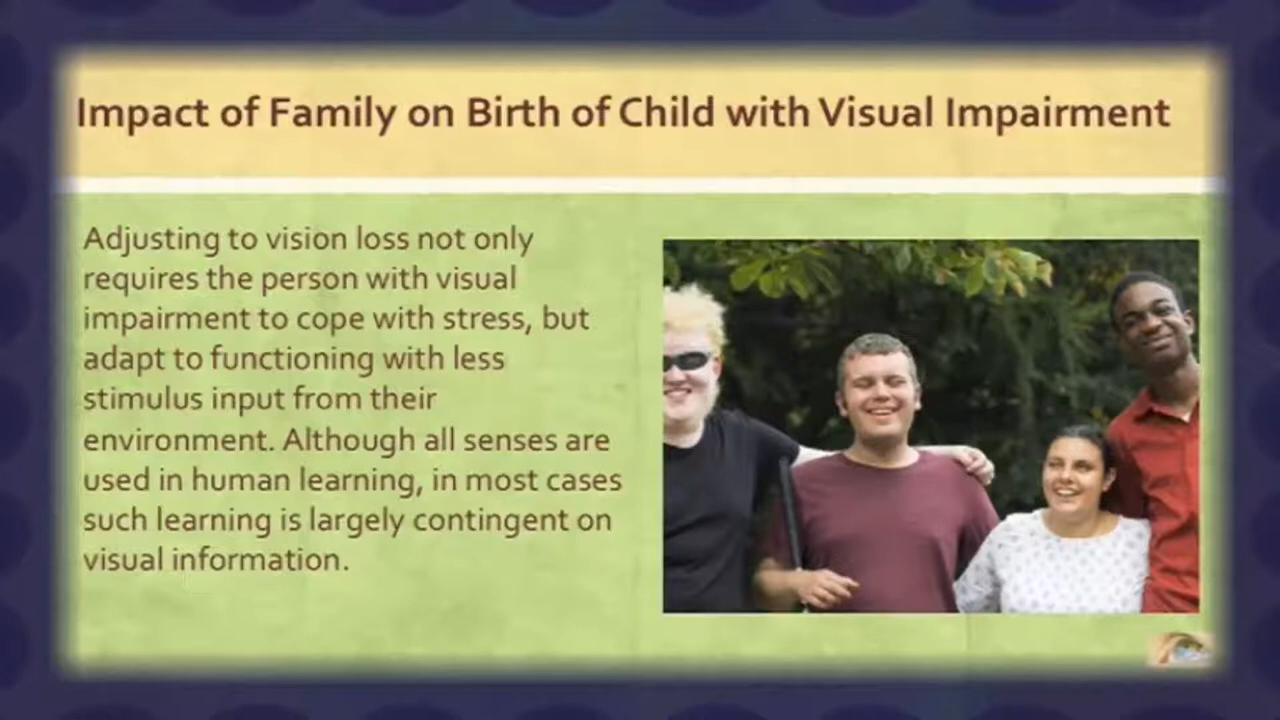 Impact of Family on Birth of Child with Visual Impairment
Adjusting to vision loss not only
requires the person with visual
impairment to cope with stress, but
adapt to functioning with less
stimulus input from their
environment. Although all senses are
used in human learning, in most cases
such learning is largely contingent on
visual information.